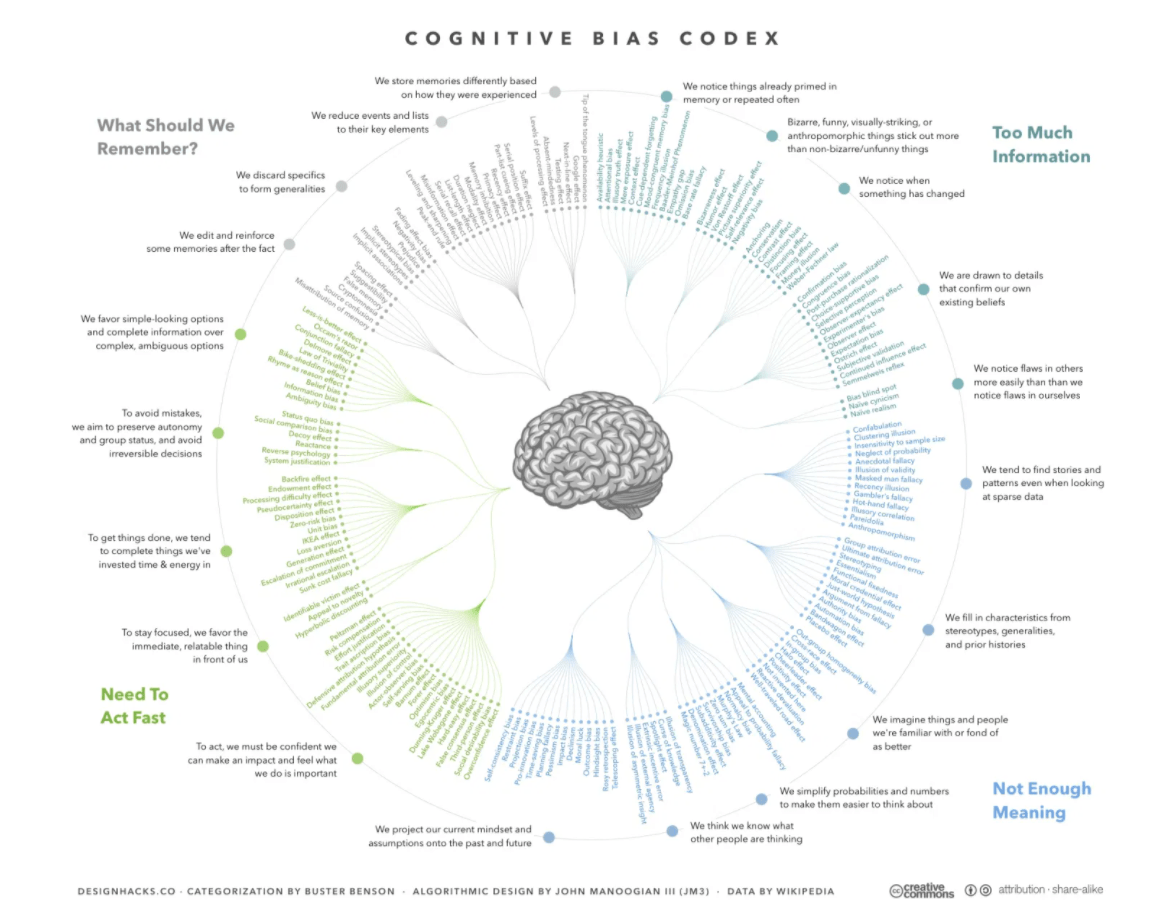 COGNITIVE BIAS CODEX
What Should We
Remember?
We store memories differently based
on how they were experienced
We reduce events and lists
to their key elements
We discard specifics
to form generalities
We edit and reinforce
some memories after the fact
Too Much
Information
We notice things already primed in
memory or repeated often
Bizarre, funny, visually-striking, or
anthropomorphic things stick out more
than non-bizarre/unfunny things
We notice when
something has changed
We are drawn to details
that confirm our own
existing beliefs
We notice flaws in others
more easily than than we
notice flaws in ourselves
We tend to find stories and
patterns even when looking
at sparse data
We fill in characteristics from
stereotypes, generalities,
and prior histories
We imagine things and people
we're familiar with or fond of
as better
We simplify probabilities and numbers
to make them easier to think about
We think we know what
other people are thinking
We project our current mindset and
assumptions onto the past and future
Not Enough
Meaning
We favor simple-looking options
and complete information over
complex, ambiguous options
To avoid mistakes,
we aim to preserve autonomy
and group status, and avoid
irreversible decisions
To get things done, we tend
to complete things we've
invested time & energy in
To stay focused, we favor the
immediate, relatable thing
in front of us
To act, we must be confident we
can make an impact and feel what
we do is important
Need To
Act Fast
Availability heuristic
Attentional bias
Illusory truth effect
Mere exposure effect
Context effect
Cue-dependent forgetting
Mood-congruent memory bias
Frequency illusion
Baader-Meinhof Phenomenon
Empathy gap
Omission bias
Base rate fallacy
Bizarreness effect
Humor effect
Von Restorff effect
Picture superiority effect
Self-relevance effect
Negativity bias
Anchoring
Conservatism
Contrast effect
Distinction bias
Focusing effect
Framing effect
Money illusion
Weber-Fechner law
Confirmation bias
Congruence bias
Post-purchase rationalization
Choice-supportive bias
Selective perception
Observer-expectancy effect
Experimenter's bias
Observer effect
Expectation bias
Ostrich effect
Subjective validation
Continued influence effect
Semmelweis reflex
Bias blind spot
Naïve cynicism
Naïve realism
Confabulation
Clustering illusion
Insensitivity to sample size
Neglect of probability
Anecdotal fallacy
Illusion of validity
Masked man fallacy
Recency illusion
Gambler's fallacy
Hot-hand fallacy
Illusory correlation
Pareidolia
Anthropomorphism
Group attribution error
Ultimate attribution error
Stereotyping
Essentialism
Functional fixedness
Moral credential effect
Just-world hypothesis
Argument from fallacy
Authority bias
Automation bias
Bandwagon effect
Placebo effect
Out-group homogeneity bias
Cross-race effect
In-group bias
Halo effect
Cheerleader effect
Positivity effect
Not invented here
Reactive devaluation
Well traveled road effect
Mental accounting
Appeal to probability fallacy
Normalcy bias
Murphy's Law
Zero sum bias
Survivorship bias
Subadditivity effect
Denomination effect
Magic number 7+-2
Illusion of transparency
Curse of knowledge
Spotlight effect
Extrinsic incentive error
Illusion of external agency
Illusion of asymmetric insight
Telescoping effect
Rosy retrospection
Hindsight bias
Outcome bias
Moral luck
Declinism
Impact bias
Pessimism bias
Planning fallacy
Time-saving bias
Pro-innovation bias
Projection bias
Restraint bias
Self-consistency bias
Overconfidence effect
Social desirability bias
Third-person effect
False consensus effect
Hard-easy effect
Lake Wobegone effect
Dunning-Kruger effect
Egocentric bias
Optimism bias
Forer effect
Barnum effect
Self-serving bias
Actor-observer bias
Illusion of control
Illusory superiority
Fundamental attribution error
Defensive attribution hypothesis
Trait ascription bias
Effort justification
Risk compensation
Peltzman effect
Hyperbolic discounting
Appeal to novelty
Identifiable victim effect
Sunk cost fallacy
Irrational escalation
Escalation of commitment
Generation effect
Loss aversion
IKEA effect
Unit bias
Zero-risk bias
Disposition effect
Pseudocertainty effect
Processing difficulty effect
Endowment effect
Backfire effect
System justification
Reverse psychology
Reactance
Decoy effect
Social comparison bias
Status quo bias
Ambiguity bias
Information bias
Belief bias
Rhyme as reason effect
Bike-shedding effect
Law of Triviality
Delmore effect
Conjunction fallacy
Occam's razor
Less-is-better effect
Misattribution of memory
Source confusion
Cryptomnesia
False memory
Suggestibility
Spacing effect
Implicit associations
Implicit stereotypes
Stereotypical bias
Prejudice
Negativity bias
Fading affect bias
Peak-end rule
Leveling and sharpening
Misinformation effect
Serial recall effect
List-length effect
Duration neglect
Modality effect
Memory inhibition
Primacy effect
Recency effect
Part-list cueing effect
Serial position effect
Suffix effect
Levels of processing effect
Absent-mindedness
Testing effect
Next-in-line effect
Google effect
Tip of the tongue phenomenon
DESIGNHACKS.CO · CATEGORIZATION BY BUSTER BENSON · ALGORITHMIC DESIGN BY JOHN MANOOGIAN III (JM3) · DATA BY WIKIPEDIA
cc creative commons
attribution · share-alike